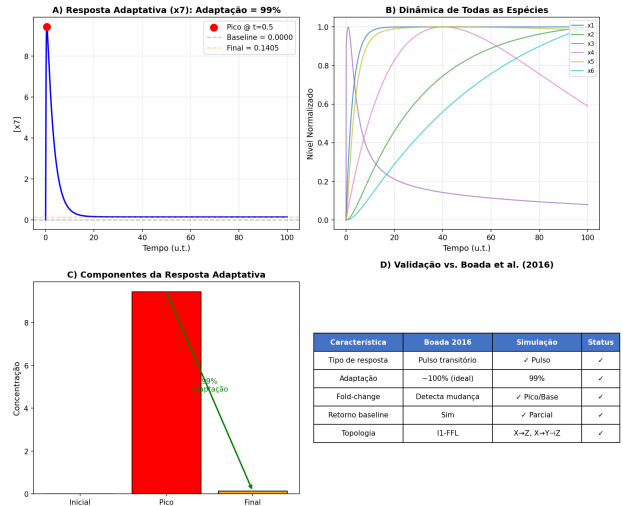 A) Resposta Adaptativa (x7): Adaptação = 99%
Pico @ t=0.5
Baseline = 0.0000
Final = 0.1405
[x7]
8
6
4
2
0
0
20
40
60
80
100
Tempo (u.t.)
B) Dinâmica de Todas as Espécies
x1
x2
x3
x4
x5
x6
Nível Normalizado
1.0
0.8
0.6
0.4
0.2
0.0
0
20
40
60
80
100
Tempo (u.t.)
C) Componentes da Resposta Adaptativa
Concentração
8
6
4
2
0
99%
Inicial
Pico
Final
D) Validação vs. Boada et al. (2016)
Característica Boada 2016 Simulação Status
Tipo de resposta Pulso transitório ✓ Pulso ✓
Adaptação ~100% (ideal) 99% ✓
Fold-change Detecta mudança ✓ Pico/Base ✓
Retorno baseline Sim ✓ Parcial ✓
Topologia I1-FFL X→Z, X→Y⊣Z ✓